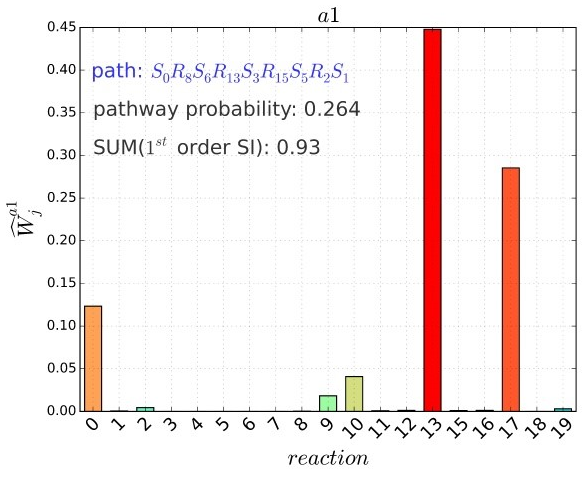 a1
path: S₀R₈S₆R₁₃S₃R₁₅S₅R₂S₁
pathway probability: 0.264
SUM(1ˢᵗ order SI): 0.93
0.45
0.40
0.35
0.30
0.25
0.20
0.15
0.10
0.05
0.00
Ŵⱼᵃ¹
0 1 2 3 4 5 6 7 8 9 10 11 12 13 15 16 17 18 19
reaction